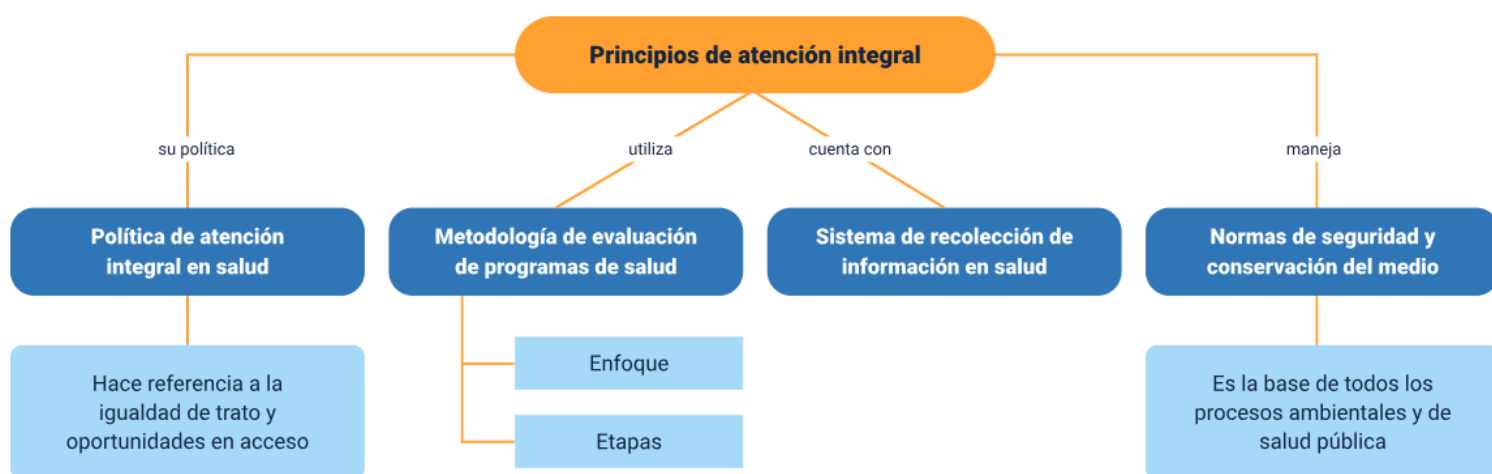 Principios de atención integral
su política
utiliza
cuenta con
maneja
Política de atención
integral en salud
Metodología de evaluación
de programas de salud
Sistema de recolección de
información en salud
Normas de seguridad y
conservación del medio
Hace referencia a la
igualdad de trato y
oportunidades en acceso
Enfoque
Etapas
Es la base de todos los
procesos ambientales y de
salud pública